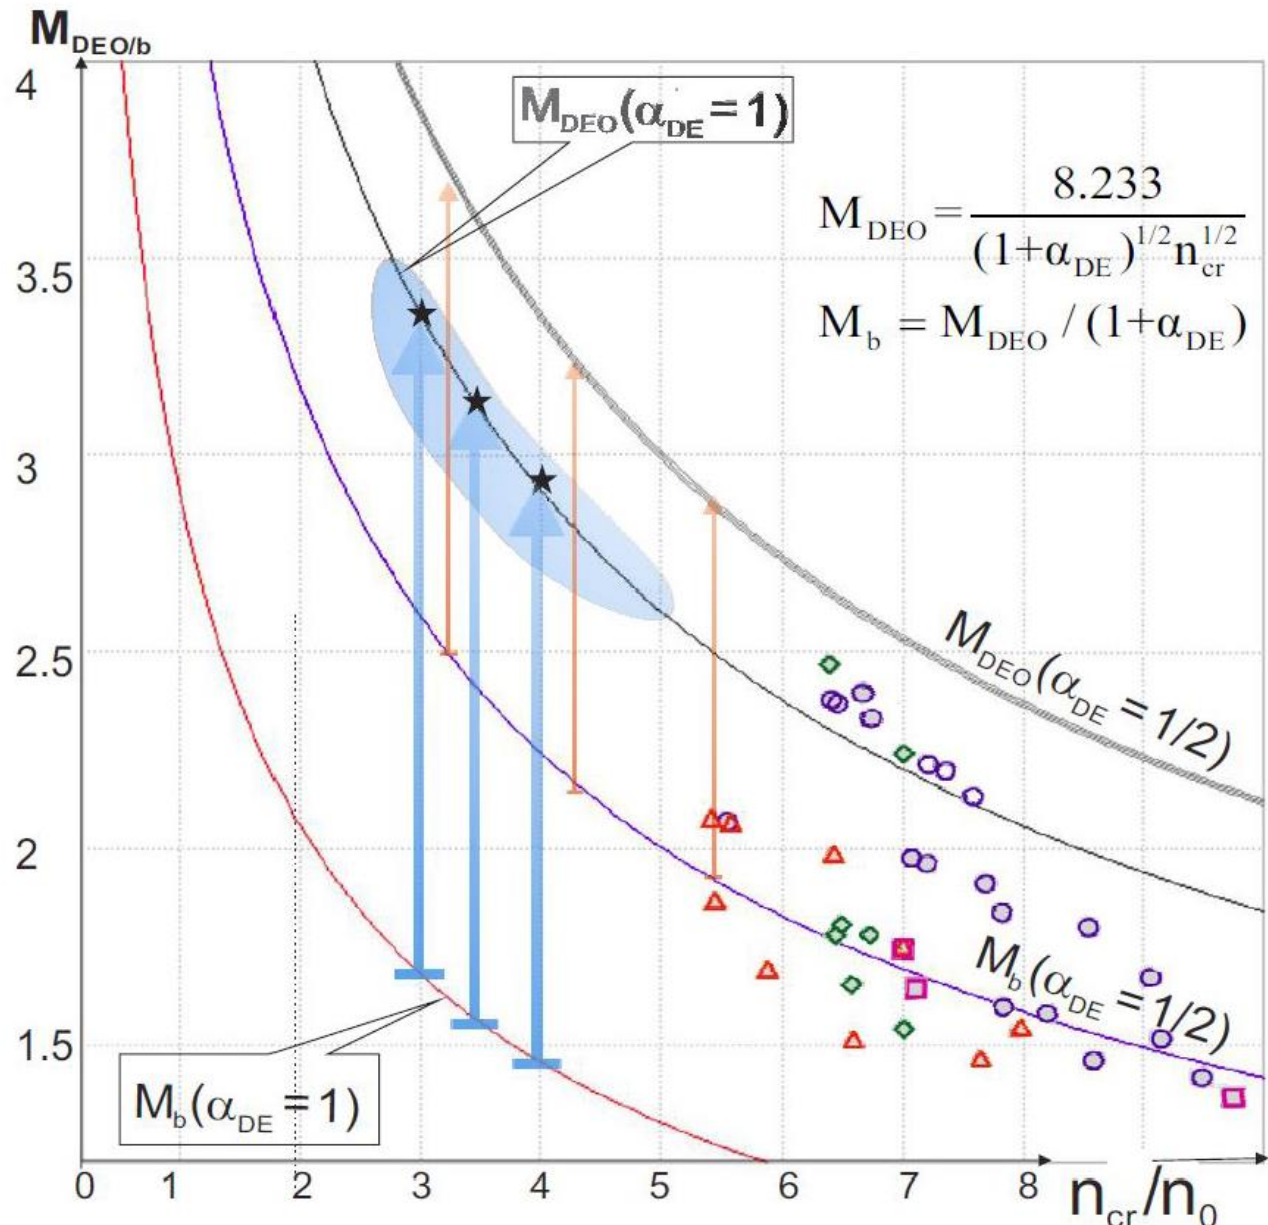 M_DEO/b
4
3.5
3
2.5
2
1.5
M_DEO(α_DE = 1)
M_DEO = 8.233 / (1+α_DE)^1/2 n_cr^1/2
M_b = M_DEO / (1+α_DE)
M_DEO(α_DE = 1/2)
M_b(α_DE = 1/2)
M_b(α_DE = 1)
0 1 2 3 4 5 6 7 8 n_cr/n_0